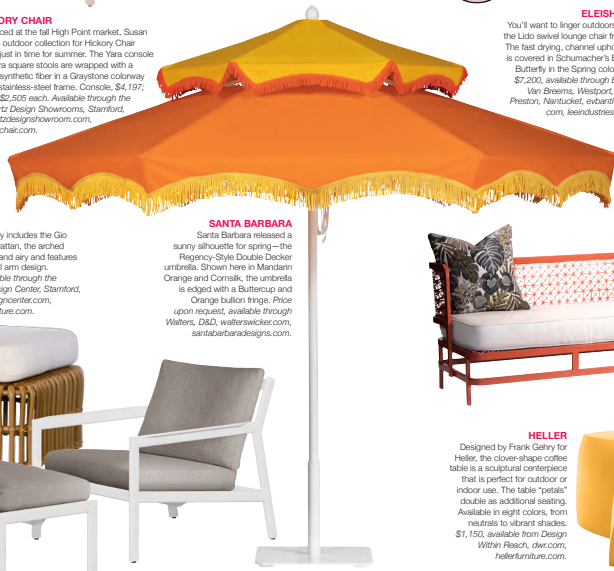 ORY CHAIR
ced at the fall High Point market, Susan
outdoor collection for Hickory Chair
just in time for summer. The Yara console
ra square stools are wrapped with a
synthetic fiber in a Graystone colorway
stainless-steel frame. Console, $4,197;
$2,505 each. Available through the
rtz Design Showrooms, Stamford,
tzdesignshowroom.com,
chair.com.
ELEISH
You'll want to linger outdoors
the Lido swivel lounge chair fr
The fast drying, channel upho
is covered in Schumacher's B
Butterfly in the Spring color
$7,200, available through E
Van Breems, Westport,
Preston, Nantucket, evbanti
com, leeindustries.
y includes the Gio
attan, the arched
and airy and features
l arm design.
ble through the
sign Center, Stamford,
gncenter.com,
ture.com.
SANTA BARBARA
Santa Barbara released a
sunny silhouette for spring—the
Regency-Style Double Decker
umbrella. Shown here in Mandarin
Orange and Cornsilk, the umbrella
is edged with a Buttercup and
Orange bullion fringe. Price
upon request, available through
Walters, D&D, walterswicker.com,
santabarbaradesigns.com.
HELLER
Designed by Frank Gehry for
Heller, the clover-shape coffee
table is a sculptural centerpiece
that is perfect for outdoor or
indoor use. The table "petals"
double as additional seating.
Available in eight colors, from
neutrals to vibrant shades.
$1,150, available from Design
Within Reach, dwr.com,
hellerfurniture.com.